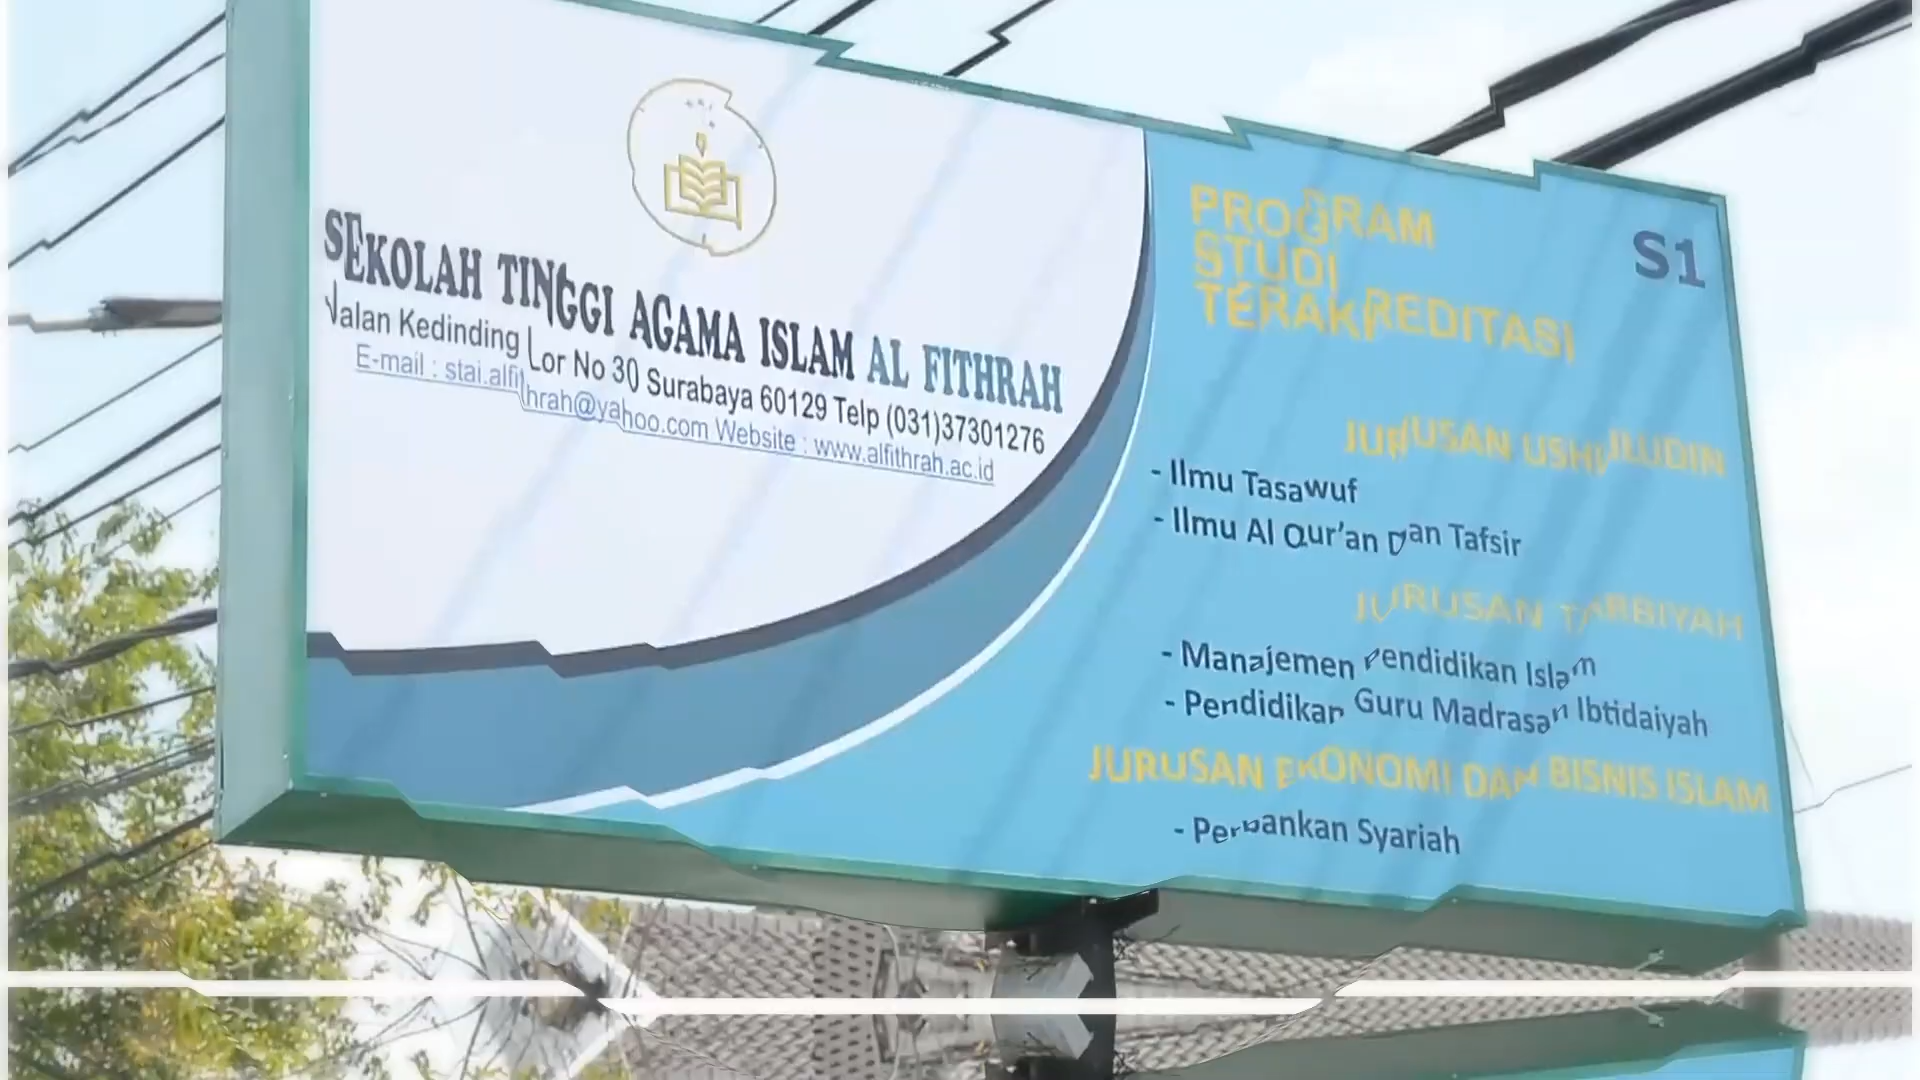 SEKOLAH TINGGI AGAMA ISLAM AL FITHRAH
Jalan Kedinding Lor No 30 Surabaya 60129 Telp (031)37301276
E-mail : stai.alfithrah@yahoo.com Website : www.alfithrah.ac.id
PROGRAM
STUDI
TERAKREDITASI
S1
JURUSAN USHULUDIN
- Ilmu Tasawuf
- Ilmu Al Qur'an Dan Tafsir
JURUSAN TARBIYAH
- Manajemen Pendidikan Islam
- Pendidikan Guru Madrasah Ibtidaiyah
JURUSAN EKONOMI DAN BISNIS ISLAM
- Perbankan Syariah